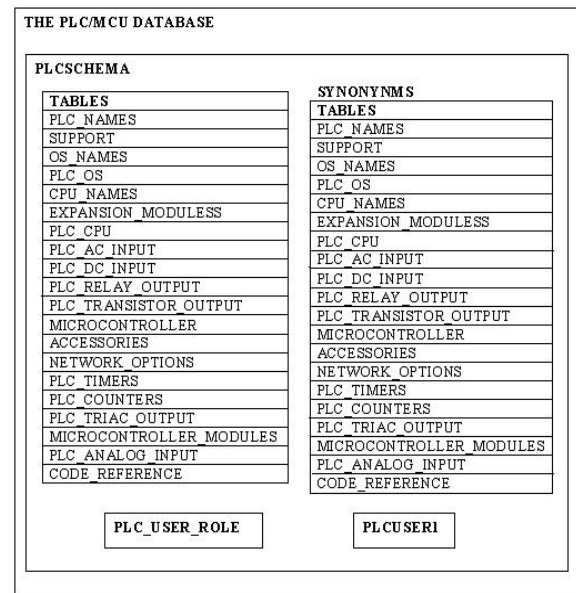 THE PLC/MCU DATABASE
PLCSCHEMA
TABLES
PLC_NAMES
SUPPORT
OS_NAMES
PLC_OS
CPU_NAMES
EXPANSION_MODULESS
PLC_CPU
PLC_AC_INPUT
PLC_DC_INPUT
PLC_RELAY_OUTPUT
PLC_TRANSISTOR_OUTPUT
MICROCONTROLLER
ACCESSORIES
NETWORK_OPTIONS
PLC_TIMERS
PLC_COUNTERS
PLC_TRIAC_OUTPUT
MICROCONTROLLER_MODULES
PLC_ANALOG_INPUT
CODE_REFERENCE
SYNONYNMS
TABLES
PLC_NAMES
SUPPORT
OS_NAMES
PLC_OS
CPU_NAMES
EXPANSION_MODULESS
PLC_CPU
PLC_AC_INPUT
PLC_DC_INPUT
PLC_RELAY_OUTPUT
PLC_TRANSISTOR_OUTPUT
MICROCONTROLLER
ACCESSORIES
NETWORK_OPTIONS
PLC_TIMERS
PLC_COUNTERS
PLC_TRIAC_OUTPUT
MICROCONTROLLER_MODULES
PLC_ANALOG_INPUT
CODE_REFERENCE
PLC_USER_ROLE
PLCUSER1